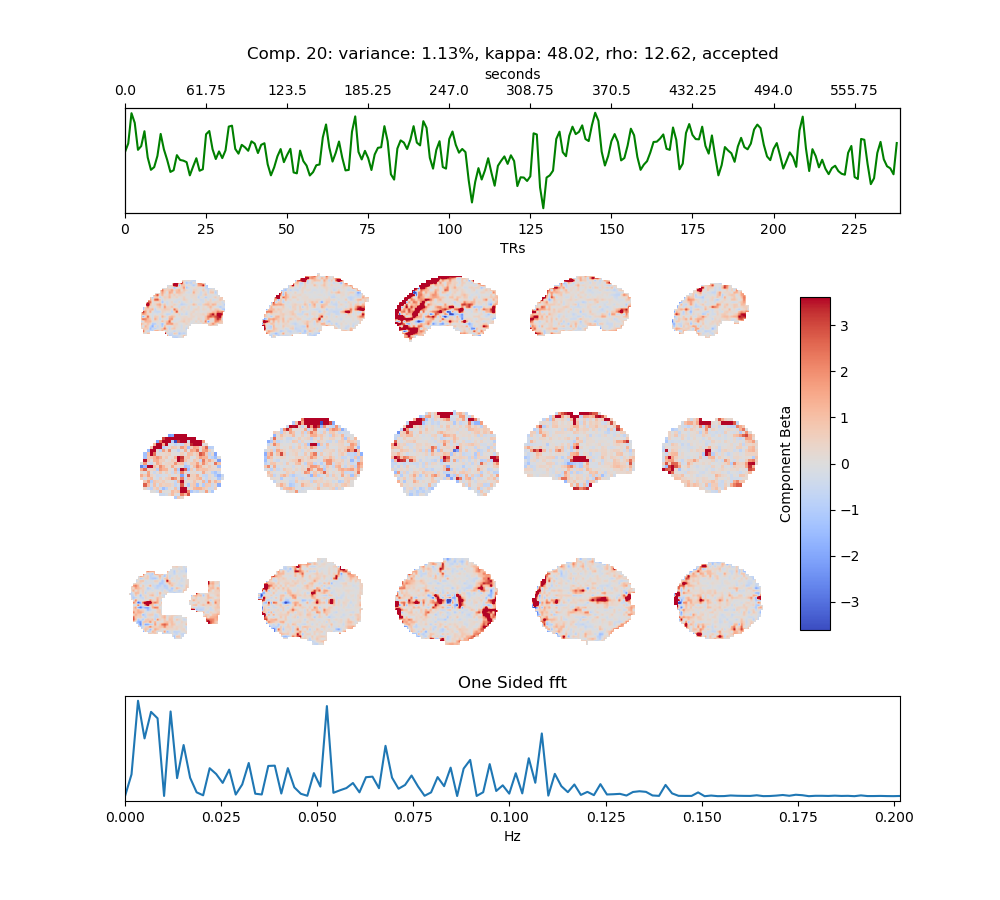 Comp. 20: variance: 1.13%, kappa: 48.02, rho: 12.62, accepted
seconds
0.0 61.75 123.5 185.25 247.0 308.75 370.5 432.25 494.0 555.75
0 25 50 75 100 125 150 175 200 225
TRs
3
2
1
0
−1
−2
−3
Component Beta
One Sided fft
0.000 0.025 0.050 0.075 0.100 0.125 0.150 0.175 0.200
Hz